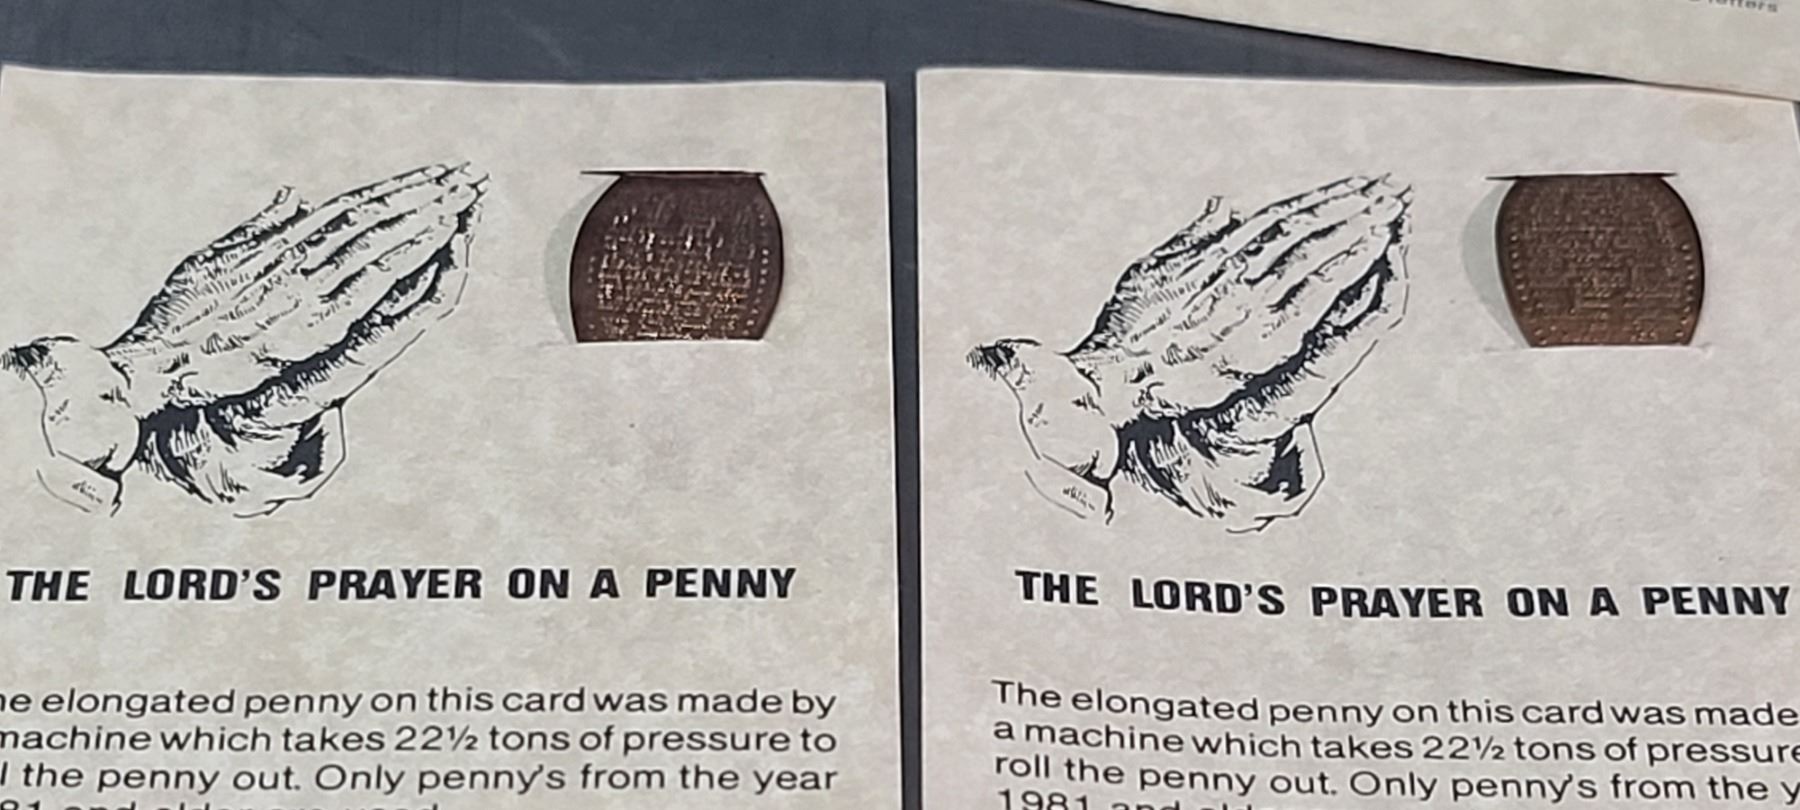 THE LORD'S PRAYER ON A PENNY
elongated penny on this card was made by
machine which takes 22½ tons of pressure to
the penny out. Only penny's from the year
THE LORD'S PRAYER ON A PENNY
The elongated penny on this card was made
a machine which takes 22½ tons of pressure
roll the penny out. Only penny's from the
1981 and